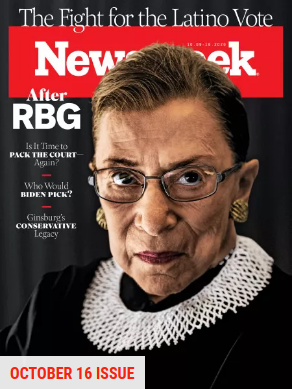 The Fight for the Latino Vote
Newsweek
After
RBG
Is It Time to
PACK THE COURT—
Again?
Who Would
BIDEN PICK?
Ginsburg's
CONSERVATIVE
Legacy
OCTOBER 16 ISSUE